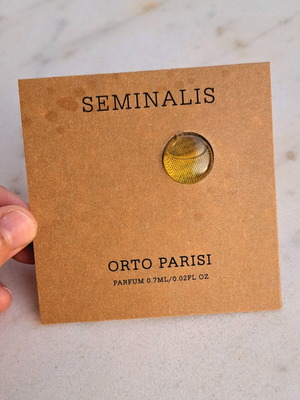 SEMINALIS
ORTO PARISI
PARFUM 0.7ML/0.02FL OZ